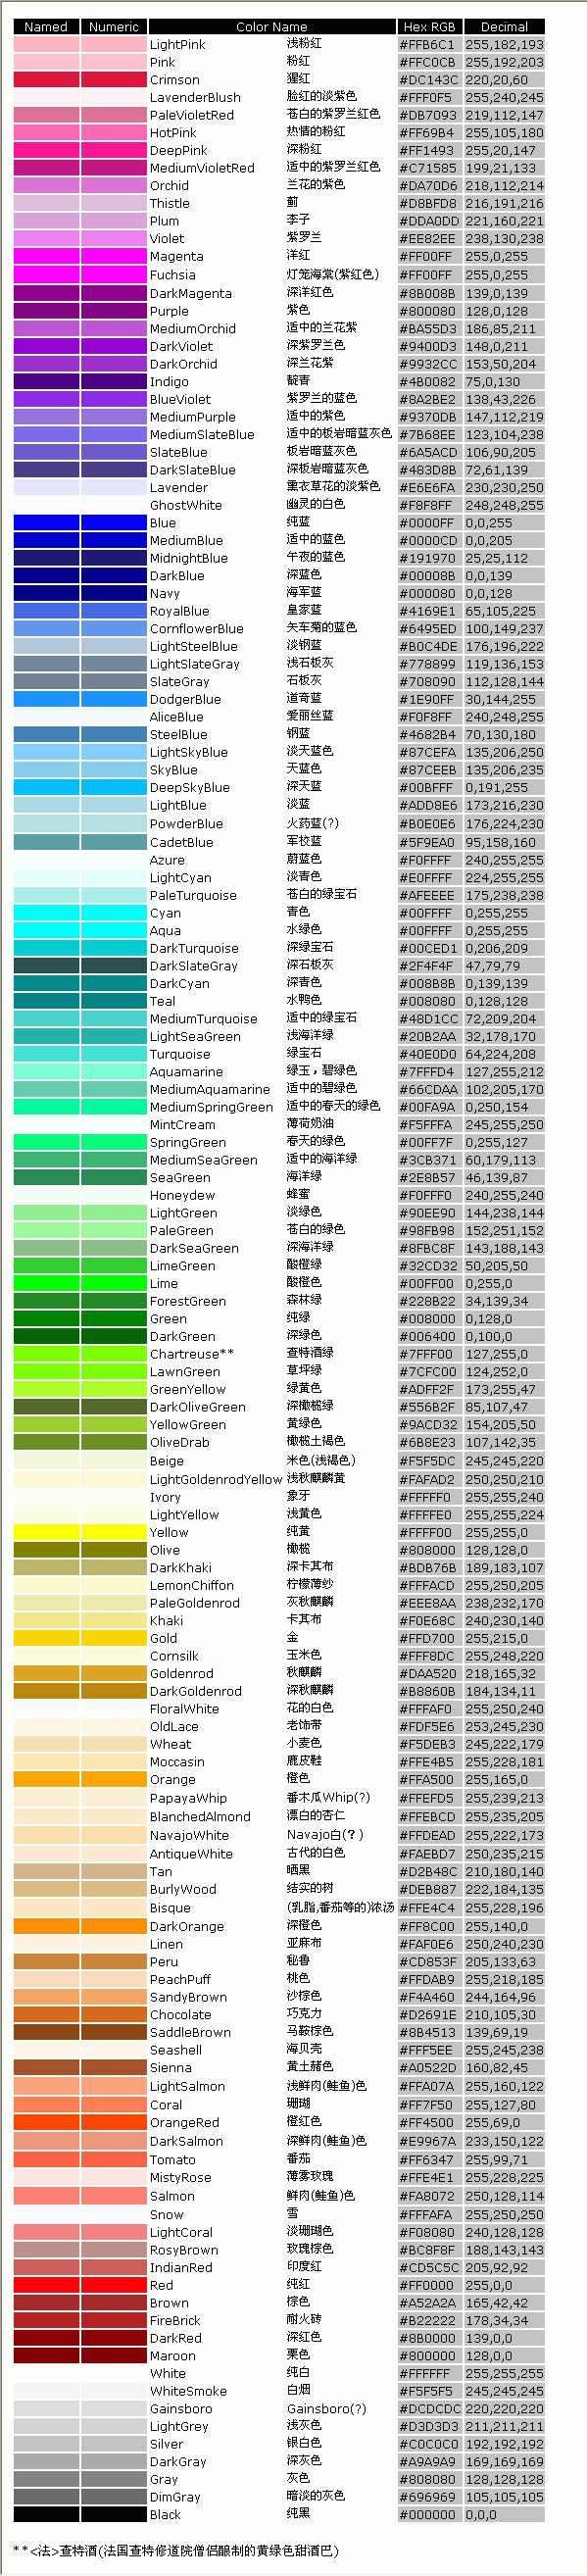 Named Numeric Color Name Hex RGB Decimal
LightPink 浅粉红 #FFB6C1 255,182,193
Pink 粉红 #FFC0CB 255,192,203
Crimson 猩红 #DC143C 220,20,60
LavenderBlush 脸红的淡紫色 #FFF0F5 255,240,245
PaleVioletRed 苍白的紫罗兰红色 #DB7093 219,112,147
HotPink 热情的粉红 #FF69B4 255,105,180
DeepPink 深粉红 #FF1493 255,20,147
MediumVioletRed 适中的紫罗兰红色 #C71585 199,21,133
Orchid 兰花的紫色 #DA70D6 218,112,214
Thistle 蓟 #D8BFD8 216,191,216
Plum 李子 #DDA0DD 221,160,221
Violet 紫罗兰 #EE82EE 238,130,238
Magenta 洋红 #FF00FF 255,0,255
Fuchsia 灯笼海棠(紫红色) #FF00FF 255,0,255
DarkMagenta 深洋红色 #8B008B 139,0,139
Purple 紫色 #800080 128,0,128
MediumOrchid 适中的兰花紫 #BA55D3 186,85,211
DarkViolet 深紫罗兰色 #9400D3 148,0,211
DarkOrchid 深兰花紫 #9932CC 153,50,204
Indigo 靛青 #4B0082 75,0,130
BlueViolet 紫罗兰的蓝色 #8A2BE2 138,43,226
MediumPurple 适中的紫色 #9370DB 147,112,219
MediumSlateBlue 适中的板岩暗蓝灰色 #7B68EE 123,104,238
SlateBlue 板岩暗蓝灰色 #6A5ACD 106,90,205
DarkSlateBlue 深板岩暗蓝灰色 #483D8B 72,61,139
Lavender 熏衣草花的淡紫色 #E6E6FA 230,230,250
GhostWhite 幽灵的白色 #F8F8FF 248,248,255
Blue 纯蓝 #0000FF 0,0,255
MediumBlue 适中的蓝色 #0000CD 0,0,205
MidnightBlue 午夜的蓝色 #191970 25,25,112
DarkBlue 深蓝色 #00008B 0,0,139
Navy 海军蓝 #000080 0,0,128
RoyalBlue 皇家蓝 #4169E1 65,105,225
CornflowerBlue 矢车菊的蓝色 #6495ED 100,149,237
LightSteelBlue 淡钢蓝 #B0C4DE 176,196,222
LightSlateGray 浅石板灰 #778899 119,136,153
SlateGray 石板灰 #708090 112,128,144
DodgerBlue 道奇蓝 #1E90FF 30,144,255
AliceBlue 爱丽丝蓝 #F0F8FF 240,248,255
SteelBlue 钢蓝 #4682B4 70,130,180
LightSkyBlue 淡天蓝色 #87CEFA 135,206,250
SkyBlue 天蓝色 #87CEEB 135,206,235
DeepSkyBlue 深天蓝 #00BFFF 0,191,255
LightBlue 淡蓝 #ADD8E6 173,216,230
PowderBlue 火药蓝(?) #B0E0E6 176,224,230
CadetBlue 军校蓝 #5F9EA0 95,158,160
Azure 蔚蓝色 #F0FFFF 240,255,255
LightCyan 淡青色 #E0FFFF 224,255,255
PaleTurquoise 苍白的绿宝石 #AFEEEE 175,238,238
Cyan 青色 #00FFFF 0,255,255
Aqua 水绿色 #00FFFF 0,255,255
DarkTurquoise 深绿宝石 #00CED1 0,206,209
DarkSlateGray 深石板灰 #2F4F4F 47,79,79
DarkCyan 深青色 #008B8B 0,139,139
Teal 水鸭色 #008080 0,128,128
MediumTurquoise 适中的绿宝石 #48D1CC 72,209,204
LightSeaGreen 浅海洋绿 #20B2AA 32,178,170
Turquoise 绿宝石 #40E0D0 64,224,208
Aquamarine 绿玉,碧绿色 #7FFFD4 127,255,212
MediumAquamarine 适中的碧绿色 #66CDAA 102,205,170
MediumSpringGreen 适中的春天的绿色 #00FA9A 0,250,154
MintCream 薄荷奶油 #F5FFFA 245,255,250
SpringGreen 春天的绿色 #00FF7F 0,255,127
MediumSeaGreen 适中的海洋绿 #3CB371 60,179,113
SeaGreen 海洋绿 #2E8B57 46,139,87
Honeydew 蜂蜜 #F0FFF0 240,255,240
LightGreen 淡绿色 #90EE90 144,238,144
PaleGreen 苍白的绿色 #98FB98 152,251,152
DarkSeaGreen 深海洋绿 #8FBC8F 143,188,143
LimeGreen 酸橙绿 #32CD32 50,205,50
Lime 酸橙色 #00FF00 0,255,0
ForestGreen 森林绿 #228B22 34,139,34
Green 纯绿 #008000 0,128,0
DarkGreen 深绿色 #006400 0,100,0
Chartreuse** 查特酒绿 #7FFF00 127,255,0
LawnGreen 草坪绿 #7CFC00 124,252,0
GreenYellow 绿黄色 #ADFF2F 173,255,47
DarkOliveGreen 深橄榄绿 #556B2F 85,107,47
YellowGreen 黄绿色 #9ACD32 154,205,50
OliveDrab 橄榄土褐色 #6B8E23 107,142,35
Beige 米色(浅褐色) #F5F5DC 245,245,220
LightGoldenrodYellow 浅秋麒麟黄 #FAFAD2 250,250,210
Ivory 象牙 #FFFFF0 255,255,240
LightYellow 浅黄色 #FFFFE0 255,255,224
Yellow 纯黄 #FFFF00 255,255,0
Olive 橄榄 #808000 128,128,0
DarkKhaki 深卡其布 #BDB76B 189,183,107
LemonChiffon 柠檬薄纱 #FFFACD 255,250,205
PaleGoldenrod 灰秋麒麟 #EEE8AA 238,232,170
Khaki 卡其布 #F0E68C 240,230,140
Gold 金 #FFD700 255,215,0
Cornsilk 玉米色 #FFF8DC 255,248,220
Goldenrod 秋麒麟 #DAA520 218,165,32
DarkGoldenrod 深秋麒麟 #B8860B 184,134,11
FloralWhite 花的白色 #FFFAF0 255,250,240
OldLace 老饰带 #FDF5E6 253,245,230
Wheat 小麦色 #F5DEB3 245,222,179
Moccasin 鹿皮鞋 #FFE4B5 255,228,181
Orange 橙色 #FFA500 255,165,0
PapayaWhip 番木瓜Whip(?) #FFEFD5 255,239,213
BlanchedAlmond 漂白的杏仁 #FFEBCD 255,235,205
NavajoWhite Navajo白(？) #FFDEAD 255,222,173
AntiqueWhite 古代的白色 #FAEBD7 250,235,215
Tan 晒黑 #D2B48C 210,180,140
BurlyWood 结实的树 #DEB887 222,184,135
Bisque (乳脂,番茄等的)浓汤 #FFE4C4 255,228,196
DarkOrange 深橙色 #FF8C00 255,140,0
Linen 亚麻布 #FAF0E6 250,240,230
Peru 秘鲁 #CD853F 205,133,63
PeachPuff 桃色 #FFDAB9 255,218,185
SandyBrown 沙棕色 #F4A460 244,164,96
Chocolate 巧克力 #D2691E 210,105,30
SaddleBrown 马鞍棕色 #8B4513 139,69,19
Seashell 海贝壳 #FFF5EE 255,245,238
Sienna 黄土赭色 #A0522D 160,82,45
LightSalmon 浅鲜肉(鲑鱼)色 #FFA07A 255,160,122
Coral 珊瑚 #FF7F50 255,127,80
OrangeRed 橙红色 #FF4500 255,69,0
DarkSalmon 深鲜肉(鲑鱼)色 #E9967A 233,150,122
Tomato 番茄 #FF6347 255,99,71
MistyRose 薄雾玫瑰 #FFE4E1 255,228,225
Salmon 鲜肉(鲑鱼)色 #FA8072 250,128,114
Snow 雪 #FFFAFA 255,250,250
LightCoral 淡珊瑚色 #F08080 240,128,128
RosyBrown 玫瑰棕色 #BC8F8F 188,143,143
IndianRed 印度红 #CD5C5C 205,92,92
Red 纯红 #FF0000 255,0,0
Brown 棕色 #A52A2A 165,42,42
FireBrick 耐火砖 #B22222 178,34,34
DarkRed 深红色 #8B0000 139,0,0
Maroon 栗色 #800000 128,0,0
White 纯白 #FFFFFF 255,255,255
WhiteSmoke 白烟 #F5F5F5 245,245,245
Gainsboro Gainsboro(?) #DCDCDC 220,220,220
LightGrey 浅灰色 #D3D3D3 211,211,211
Silver 银白色 #C0C0C0 192,192,192
DarkGray 深灰色 #A9A9A9 169,169,169
Gray 灰色 #808080 128,128,128
DimGray 暗淡的灰色 #696969 105,105,105
Black 纯黑 #000000 0,0,0
**<法>查特酒(法国查特修道院僧侣酿制的黄绿色甜酒巴)